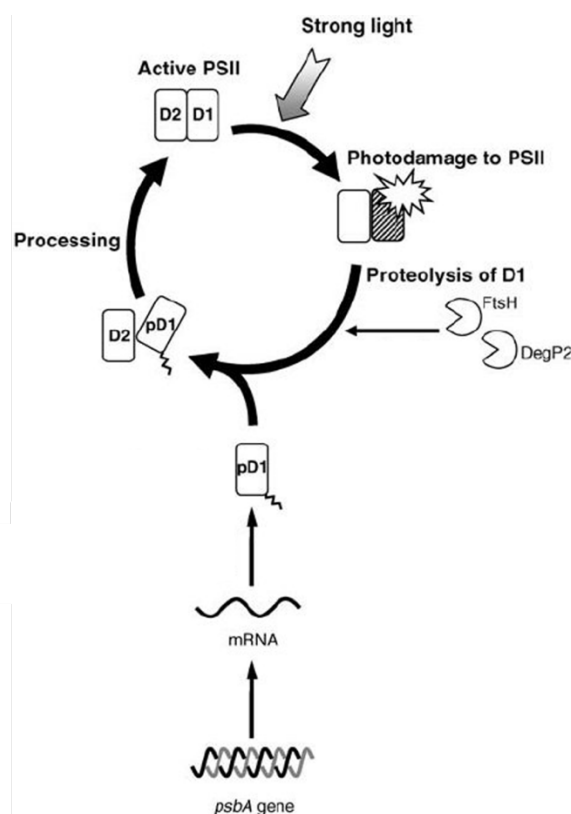 Strong light
Active PSII
D2 D1
Photodamage to PSII
Processing
Proteolysis of D1
FtsH
D2 pD1
DegP2
pD1
mRNA
psbA gene